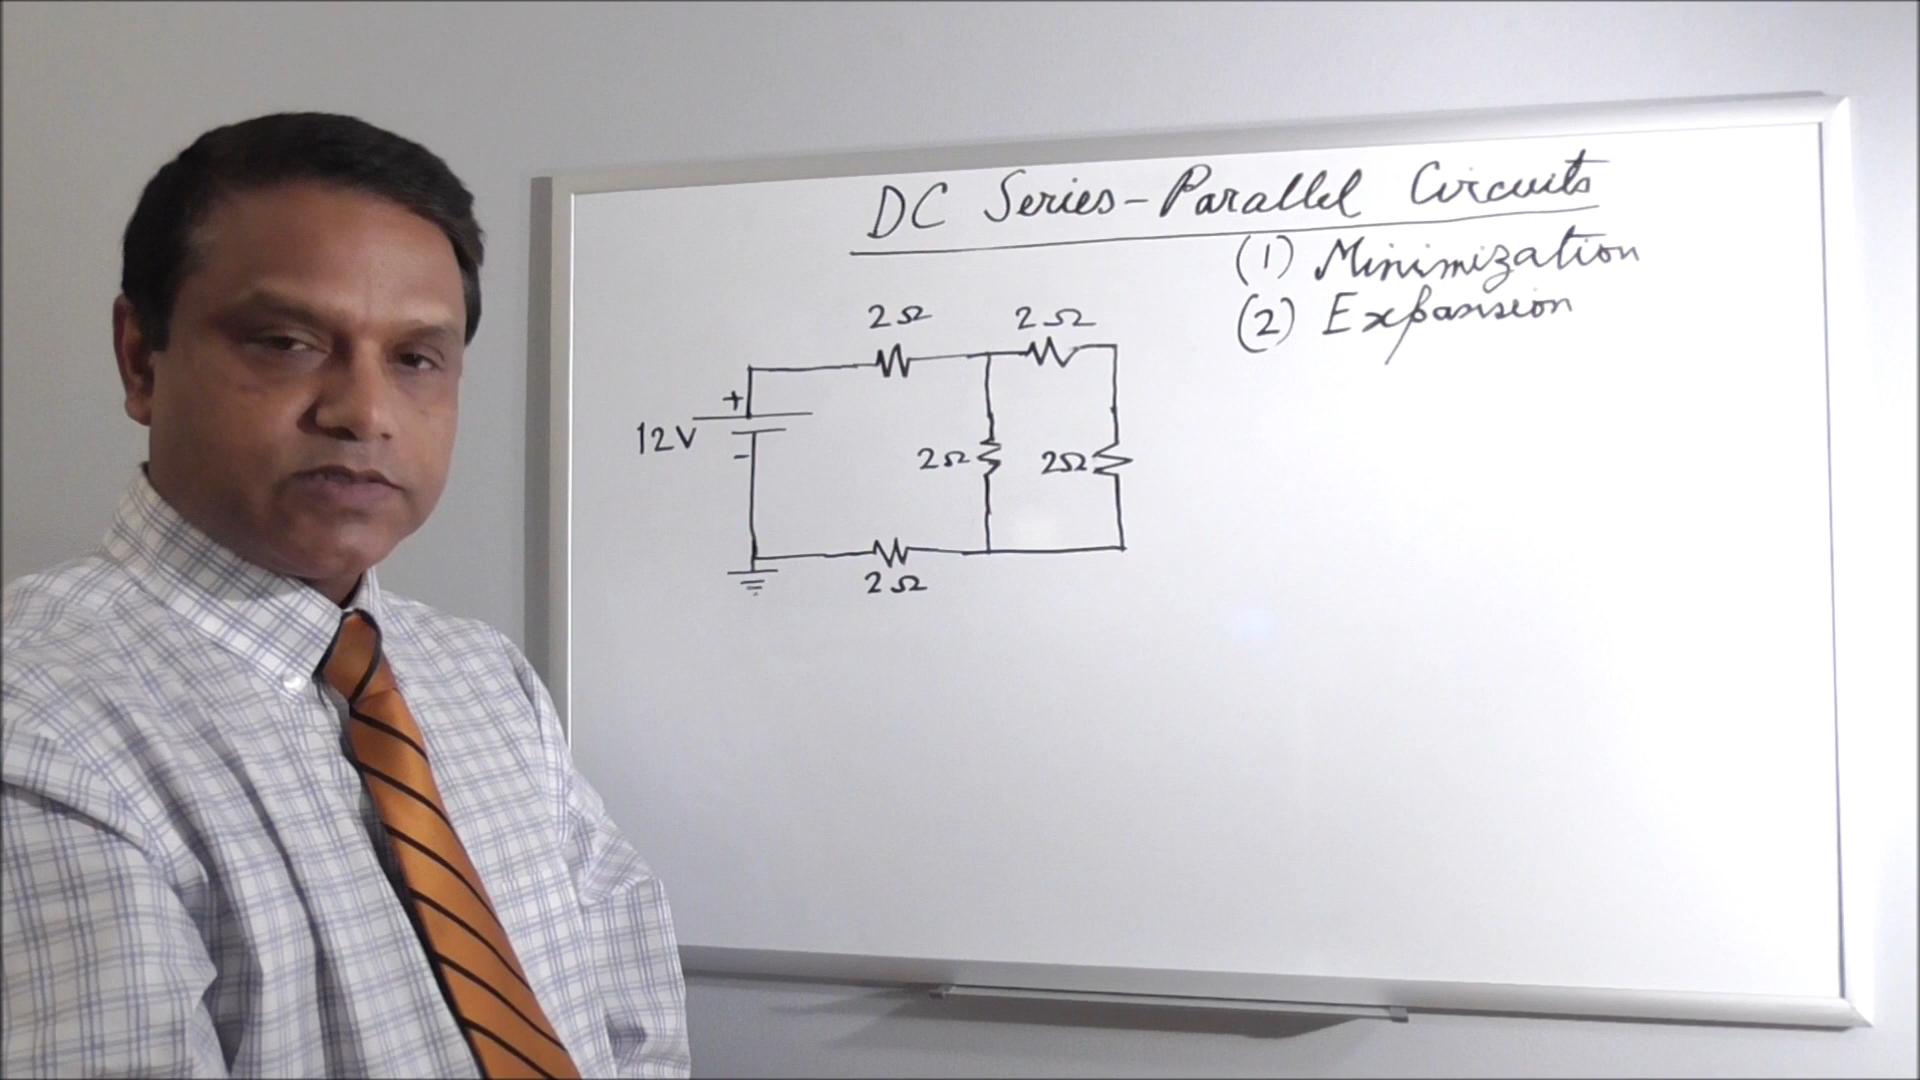 DC Series-Parallel Circuits
(1) Minimization
(2) Expansion
2Ω 2Ω
+
12V
-
2Ω 2Ω
2Ω